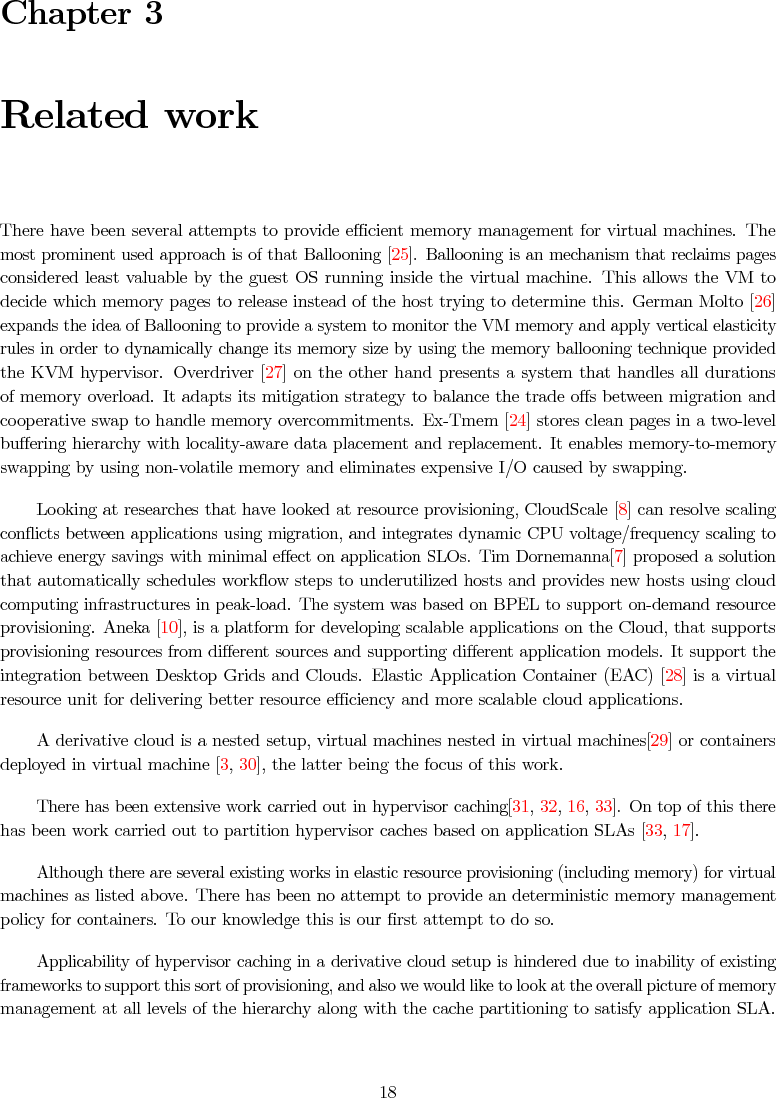 Chapter 3
Related work
There have been several attempts to provide efficient memory management for virtual machines. The
most prominent used approach is of that Ballooning [25]. Ballooning is an mechanism that reclaims pages
considered least valuable by the guest OS running inside the virtual machine. This allows the VM to
decide which memory pages to release instead of the host trying to determine this. German Molto [26]
expands the idea of Ballooning to provide a system to monitor the VM memory and apply vertical elasticity
rules in order to dynamically change its memory size by using the memory ballooning technique provided
the KVM hypervisor. Overdriver [27] on the other hand presents a system that handles all durations
of memory overload. It adapts its mitigation strategy to balance the trade offs between migration and
cooperative swap to handle memory overcommitments. Ex-Tmem [24] stores clean pages in a two-level
buffering hierarchy with locality-aware data placement and replacement. It enables memory-to-memory
swapping by using non-volatile memory and eliminates expensive I/O caused by swapping.
Looking at researches that have looked at resource provisioning, CloudScale [8] can resolve scaling
conflicts between applications using migration, and integrates dynamic CPU voltage/frequency scaling to
achieve energy savings with minimal effect on application SLOs. Tim Dornemanna[7] proposed a solution
that automatically schedules workflow steps to underutilized hosts and provides new hosts using cloud
computing infrastructures in peak-load. The system was based on BPEL to support on-demand resource
provisioning. Aneka [10], is a platform for developing scalable applications on the Cloud, that supports
provisioning resources from different sources and supporting different application models. It support the
integration between Desktop Grids and Clouds. Elastic Application Container (EAC) [28] is a virtual
resource unit for delivering better resource efficiency and more scalable cloud applications.
A derivative cloud is a nested setup, virtual machines nested in virtual machines[29] or containers
deployed in virtual machine [3, 30], the latter being the focus of this work.
There has been extensive work carried out in hypervisor caching[31, 32, 16, 33]. On top of this there
has been work carried out to partition hypervisor caches based on application SLAs [33, 17].
Although there are several existing works in elastic resource provisioning (including memory) for virtual
machines as listed above. There has been no attempt to provide an deterministic memory management
policy for containers. To our knowledge this is our first attempt to do so.
Applicability of hypervisor caching in a derivative cloud setup is hindered due to inability of existing
frameworks to support this sort of provisioning, and also we would like to look at the overall picture of memory
management at all levels of the hierarchy along with the cache partitioning to satisfy application SLA.
18